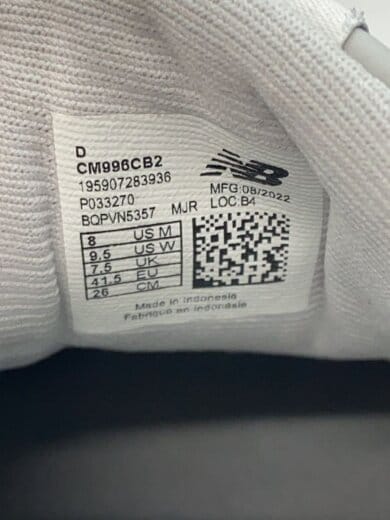 D
CM996CB2
195907283936
P033270
BQPVN5357 MJR
MFG:08/2022
LOC:B4
8 US M
9.5 US W
7.5 UK
41.5 EU
26 CM
Made in Indonesia
Fabriqué en Indonésie